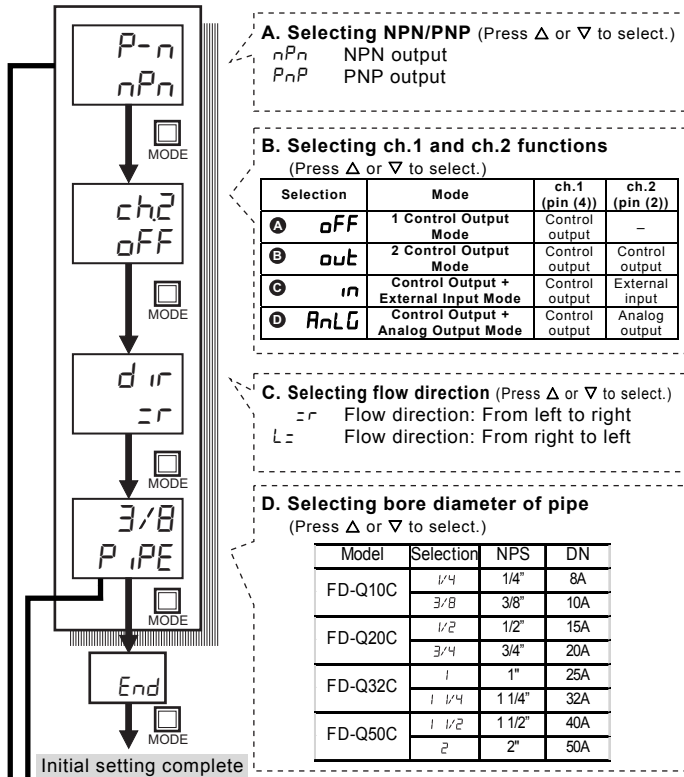 P-n
nPn
MODE
ch.2
oFF
MODE
d ir
=r
MODE
3/8
P iPE
MODE
End
MODE
Initial setting complete
A. Selecting NPN/PNP (Press Δ or ∇ to select.)
nPn NPN output
PnP PNP output
B. Selecting ch.1 and ch.2 functions
(Press Δ or ∇ to select.)
Selection Mode ch.1 (pin (4)) ch.2 (pin (2))
A oFF 1 Control Output Mode Control output –
B out 2 Control Output Mode Control output Control output
C in Control Output + External Input Mode Control output External input
D AnLG Control Output + Analog Output Mode Control output Analog output
C. Selecting flow direction (Press Δ or ∇ to select.)
=r Flow direction: From left to right
L= Flow direction: From right to left
D. Selecting bore diameter of pipe
(Press Δ or ∇ to select.)
Model Selection NPS DN
FD-Q10C 1/4 1/4” 8A
3/8 3/8” 10A
FD-Q20C 1/2 1/2” 15A
3/4 3/4” 20A
FD-Q32C 1 1" 25A
1 1/4 1 1/4” 32A
FD-Q50C 1 1/2 1 1/2” 40A
2 2” 50A